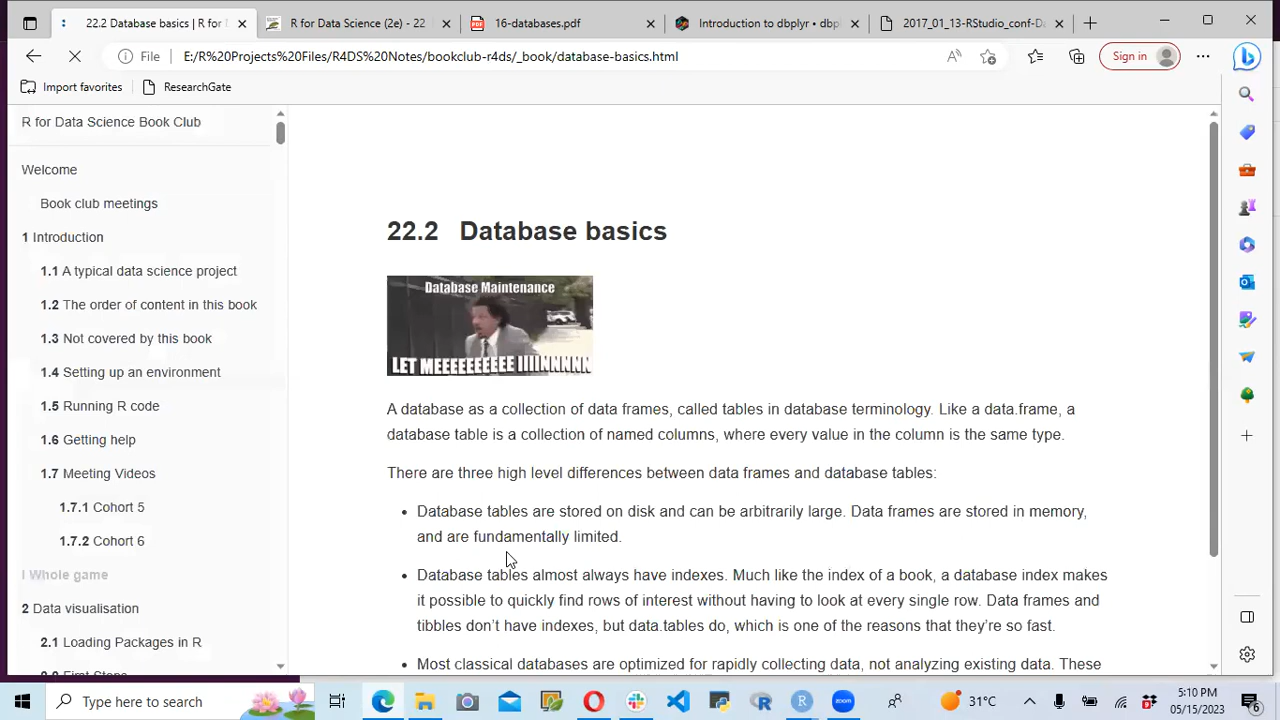 22.2 Database basics | R for
R for Data Science (2e) - 22
16-databases.pdf
Introduction to dbplyr • dbp
2017_01_13-RStudio_conf-Da
File
E:/R%20Projects%20Files/R4DS%20Notes/bookclub-r4ds/_book/database-basics.html
Sign in
Import favorites
ResearchGate
R for Data Science Book Club
Welcome
Book club meetings
1 Introduction
1.1 A typical data science project
1.2 The order of content in this book
1.3 Not covered by this book
1.4 Setting up an environment
1.5 Running R code
1.6 Getting help
1.7 Meeting Videos
1.7.1 Cohort 5
1.7.2 Cohort 6
I Whole game
2 Data visualisation
2.1 Loading Packages in R
22.2 Database basics
Database Maintenance
LET MEEEEEEEEE IIIINNNNN
A database as a collection of data frames, called tables in database terminology. Like a data.frame, a
database table is a collection of named columns, where every value in the column is the same type.
There are three high level differences between data frames and database tables:
• Database tables are stored on disk and can be arbitrarily large. Data frames are stored in memory,
and are fundamentally limited.
• Database tables almost always have indexes. Much like the index of a book, a database index makes
it possible to quickly find rows of interest without having to look at every single row. Data frames and
tibbles don't have indexes, but data.tables do, which is one of the reasons that they're so fast.
• Most classical databases are optimized for rapidly collecting data, not analyzing existing data. These
Type here to search
31°C
5:10 PM
05/15/2023
6